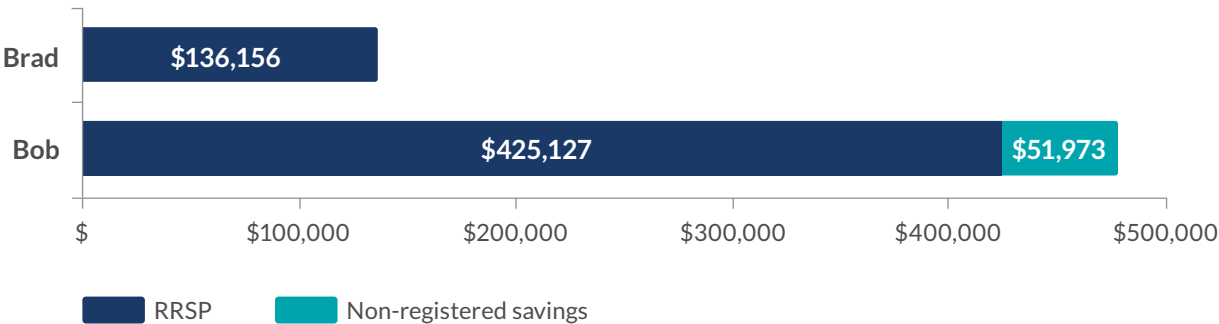 Brad $136,156
Bob $425,127 $51,973
$ $100,000 $200,000 $300,000 $400,000 $500,000
RRSP Non-registered savings